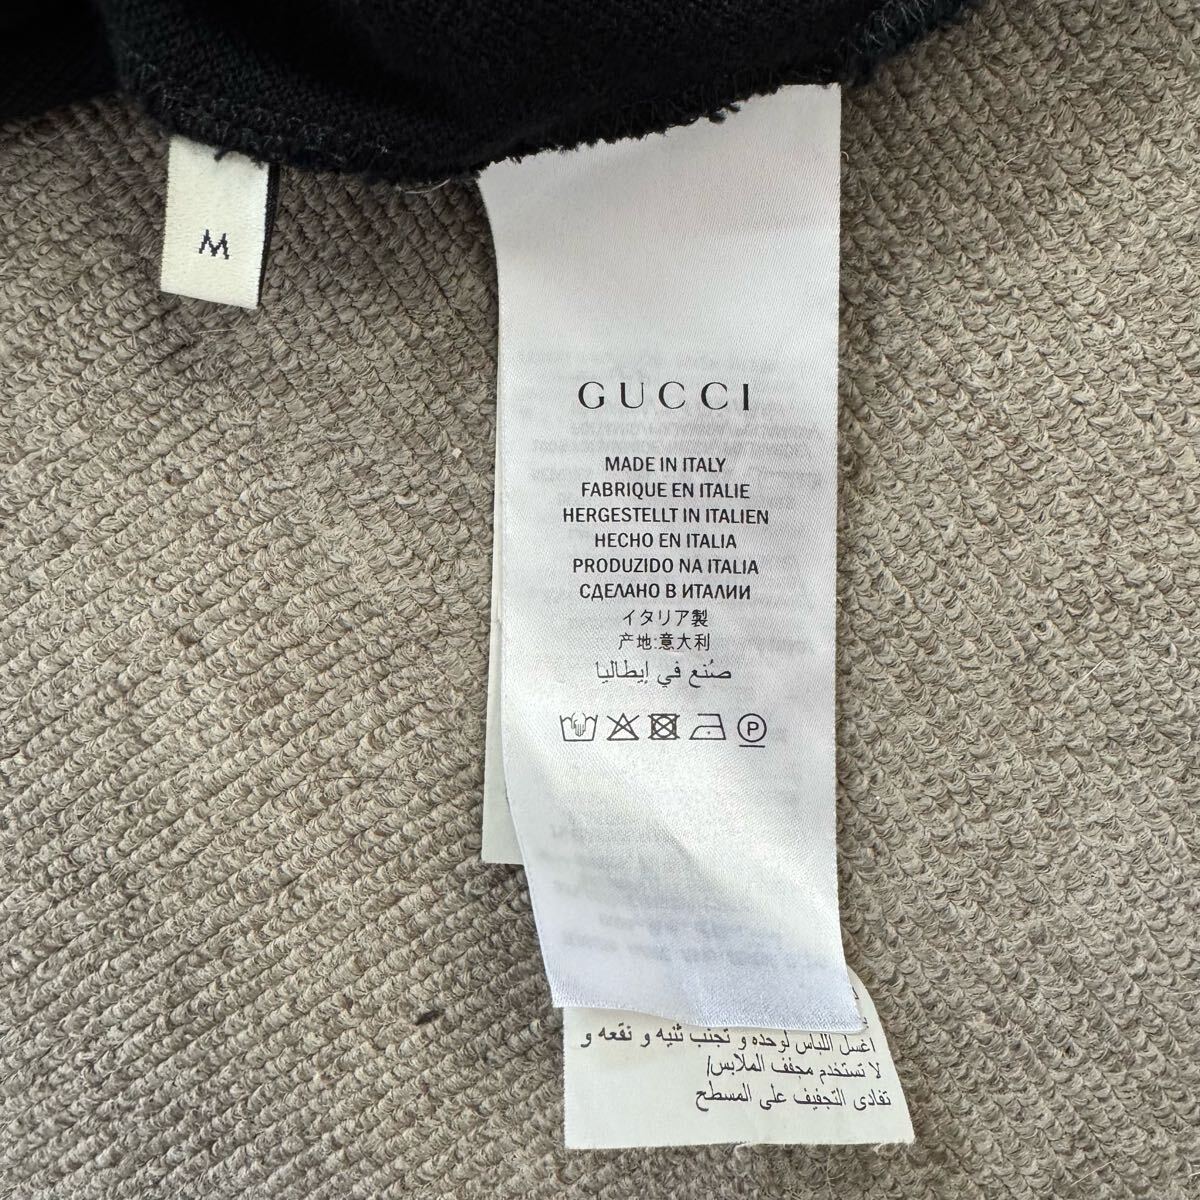 M
GUCCI
MADE IN ITALY
FABRIQUE EN ITALIE
HERGESTELLT IN ITALIEN
HECHO EN ITALIA
PRODUZIDO NA ITALIA
СДЕЛАНО В ИТАЛИИ
イタリア製
产地:意大利
صُنع في إيطاليا
P
اغسل اللباس لوحده و تجنب ثنيه و نقعه و
لا تستخدم مجفف الملابس/
تفادى التجفيف على المسطح